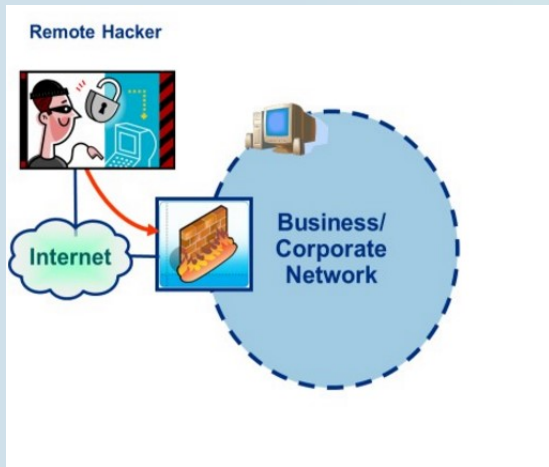 Remote Hacker
Internet
Business/
Corporate
Network